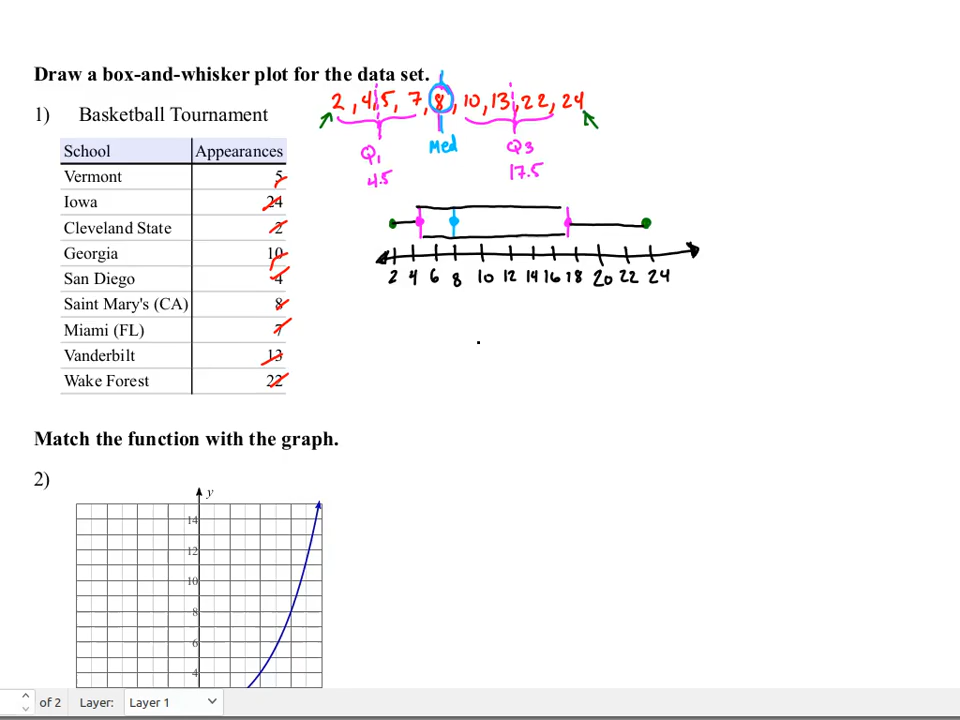 Draw a box-and-whisker plot for the data set.
2, 4, 5, 7, 8, 10, 13, 22, 24
1) Basketball Tournament
Q1 Med Q3
4.5 17.5
School Appearances
Vermont 5
Iowa 24
Cleveland State 2
Georgia 10
San Diego 4
Saint Mary's (CA) 8
Miami (FL) 7
Vanderbilt 13
Wake Forest 22
2 4 6 8 10 12 14 16 18 20 22 24
Match the function with the graph.
2)
y
14
12
10
8
6
4
of 2 Layer: Layer 1